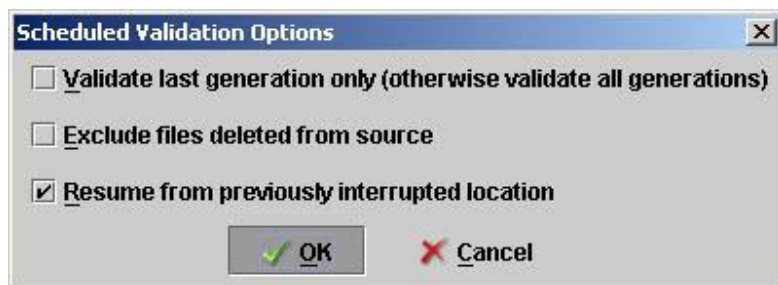 Scheduled Validation Options
Validate last generation only (otherwise validate all generations)
Exclude files deleted from source
Resume from previously interrupted location
OK Cancel